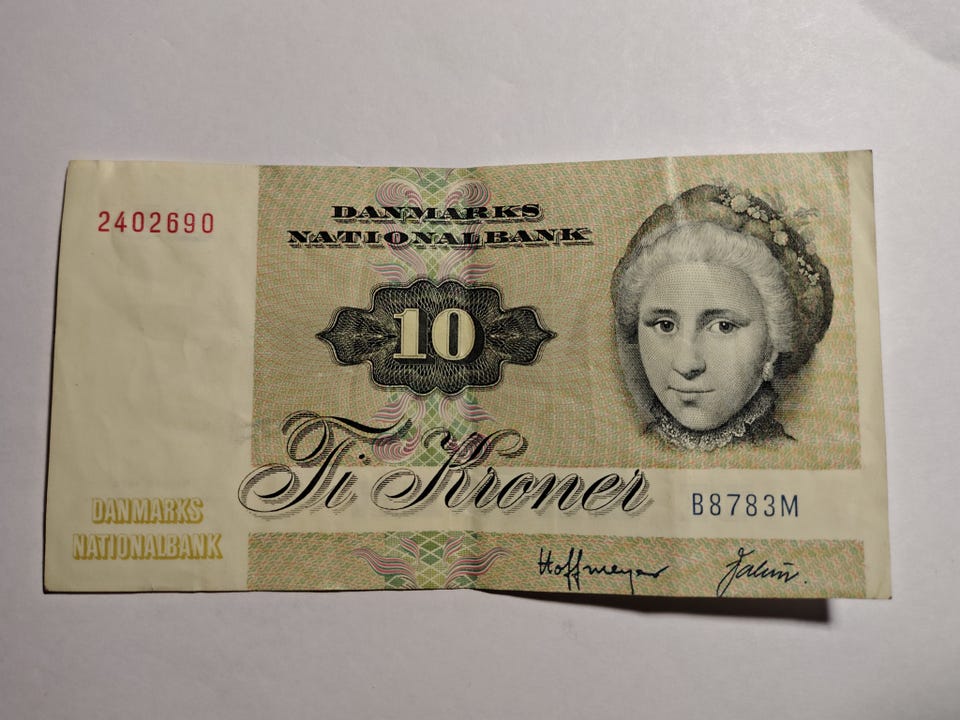 2402690
DANMARKS
NATIONALBANK
10
Ti Kroner
B8783M
DANMARKS
NATIONALBANK
Hoffmeyer